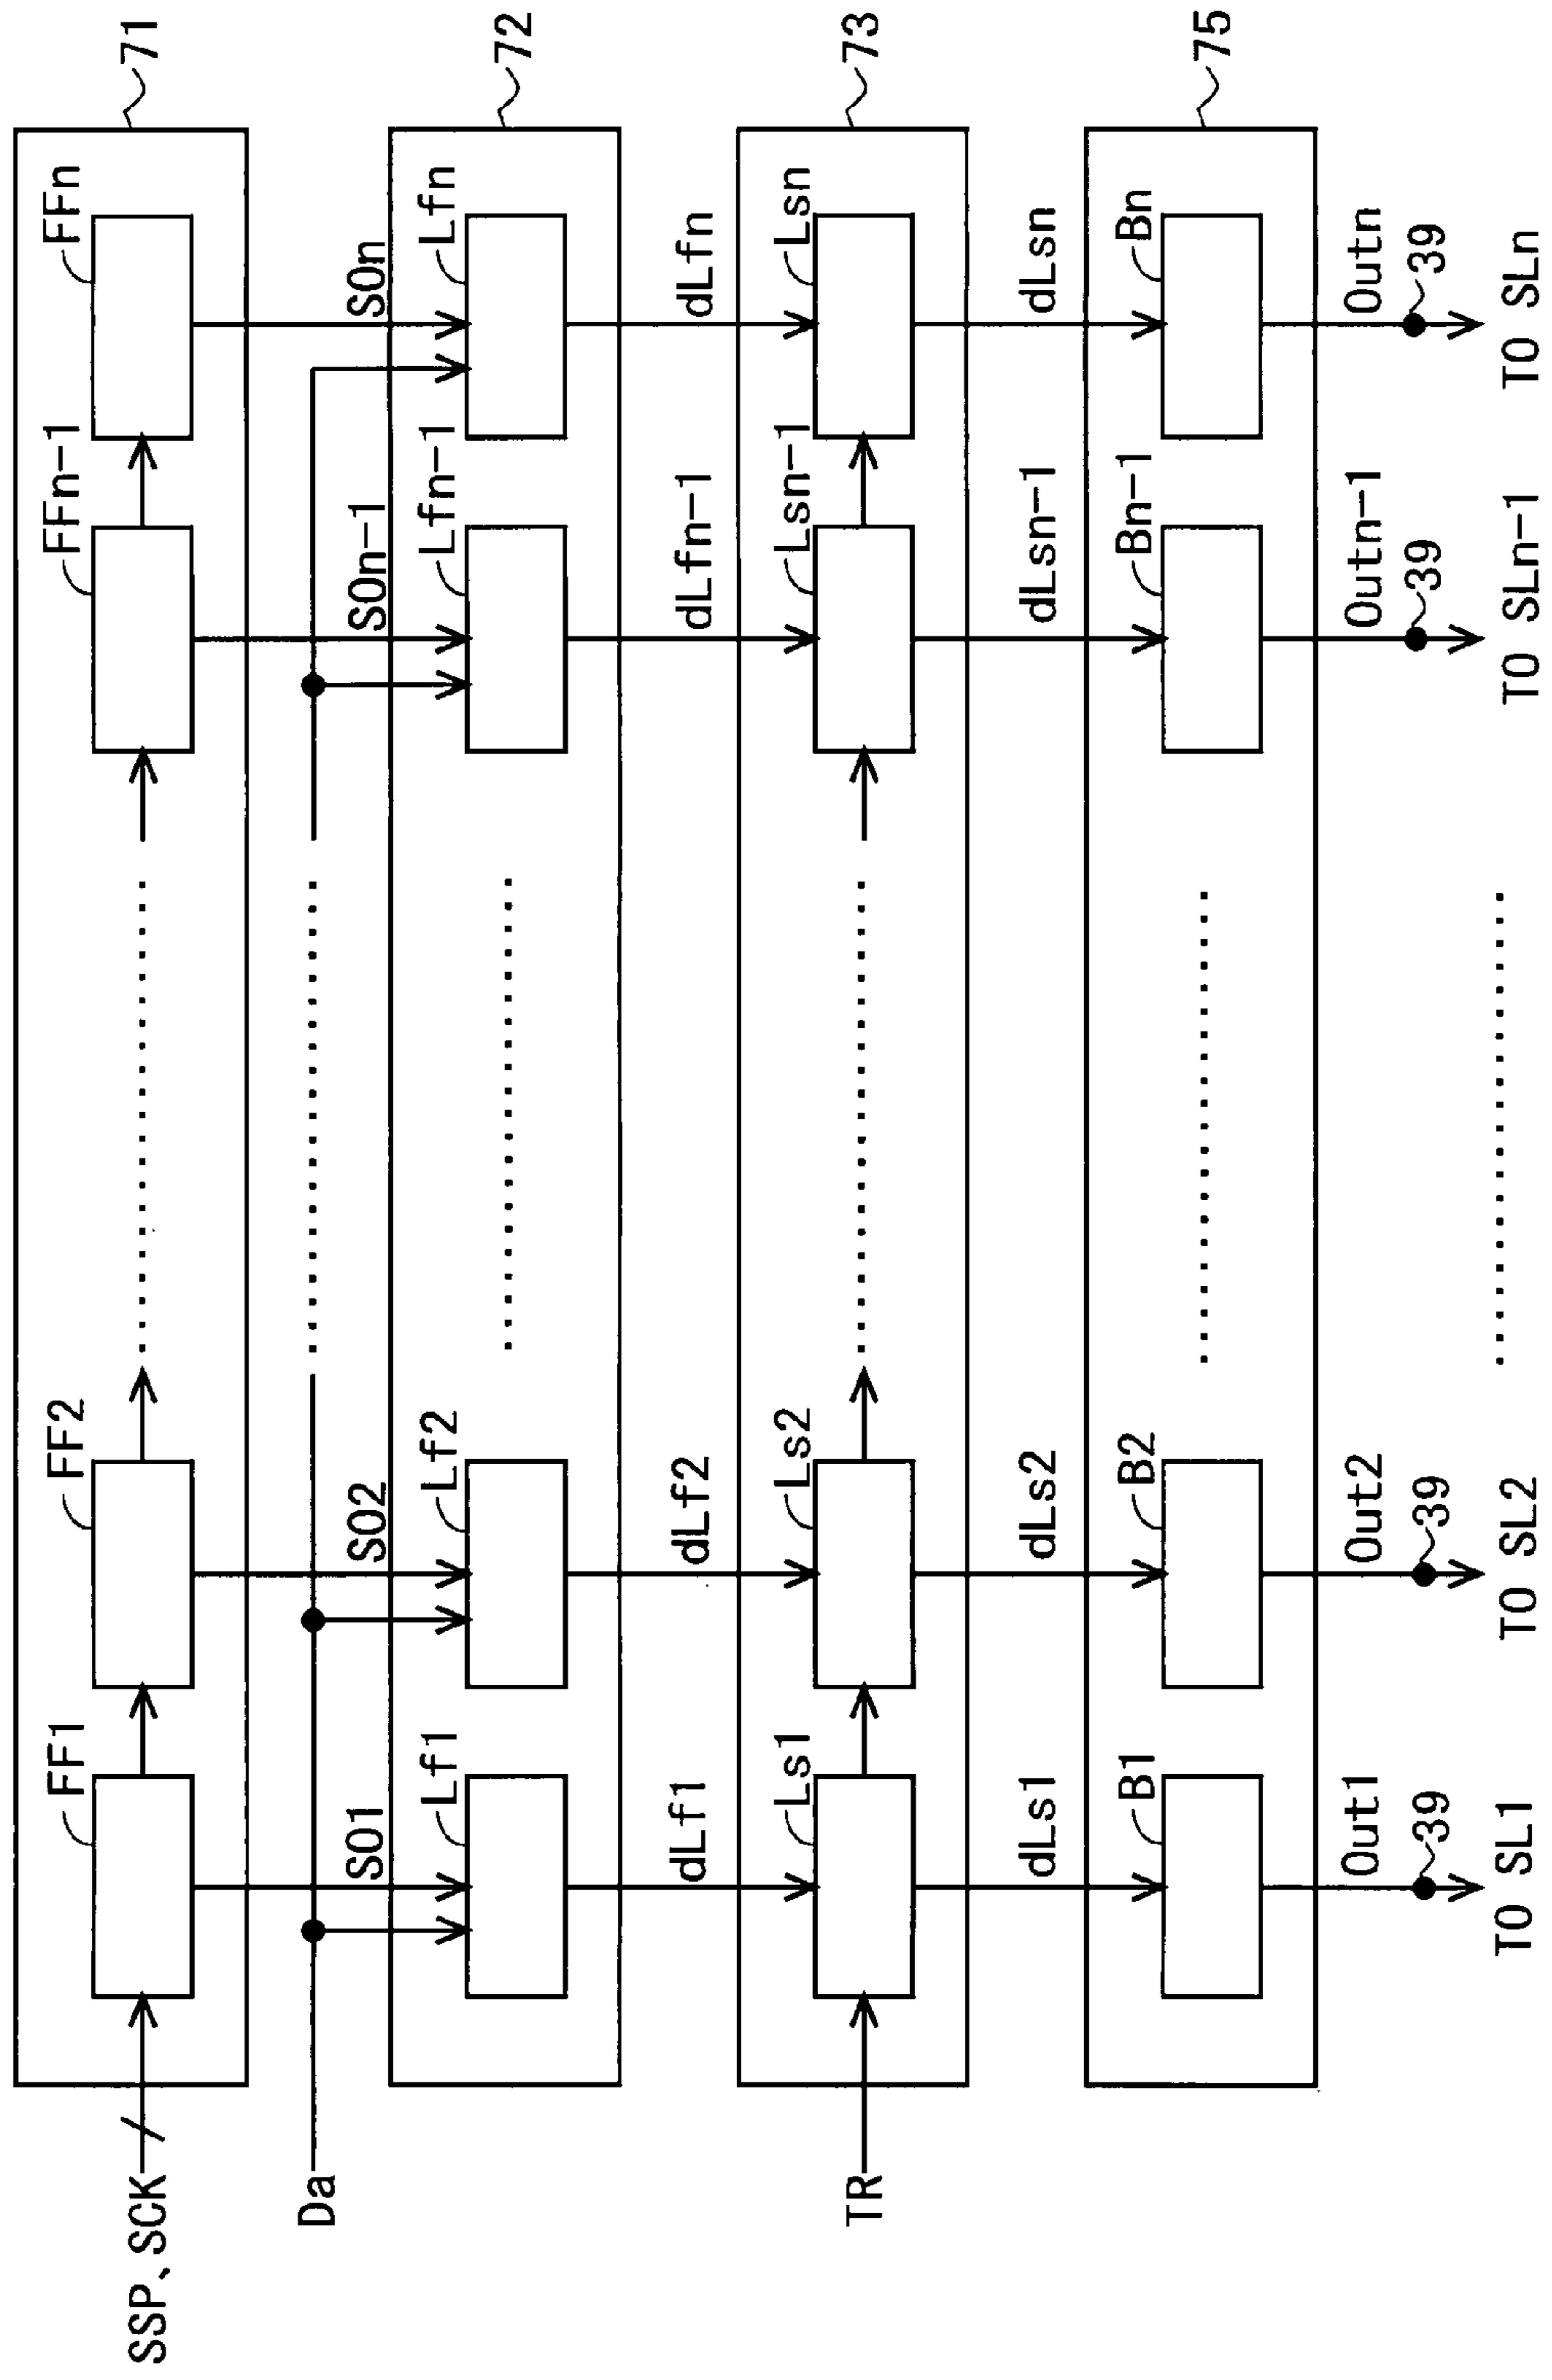 FF1 FF2 FFn-1 FFn 71
SSP、SCK
Da
SO1 SO2 SOn-1 SOn
Lf1 Lf2 Lfn-1 Lfn 72
dLf1 dLf2 dLfn-1 dLfn
Ls1 Ls2 Lsn-1 Lsn 73
TR
dLs1 dLs2 dLsn-1 dLsn
B1 B2 Bn-1 Bn 75
Out1 Out2 Outn-1 Outn
39 39 39 39
TO SL1 TO SL2 TO SLn-1 TO SLn